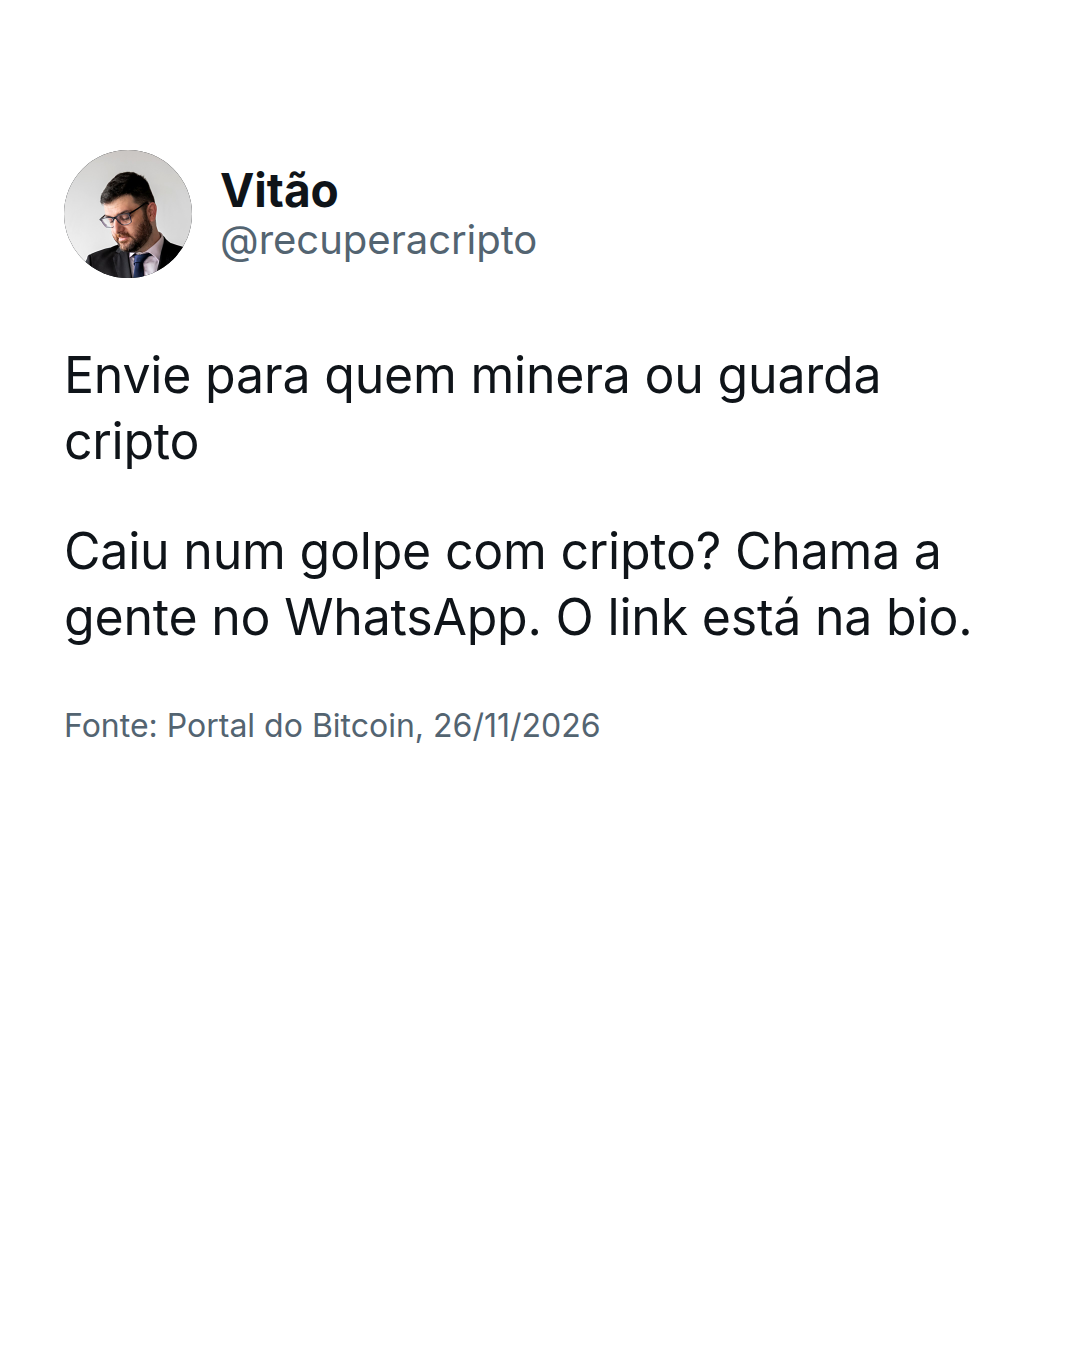 Vitão
@recuperacripto
Envie para quem minera ou guarda
cripto
Caiu num golpe com cripto? Chama a
gente no WhatsApp. O link está na bio.
Fonte: Portal do Bitcoin, 26/11/2026